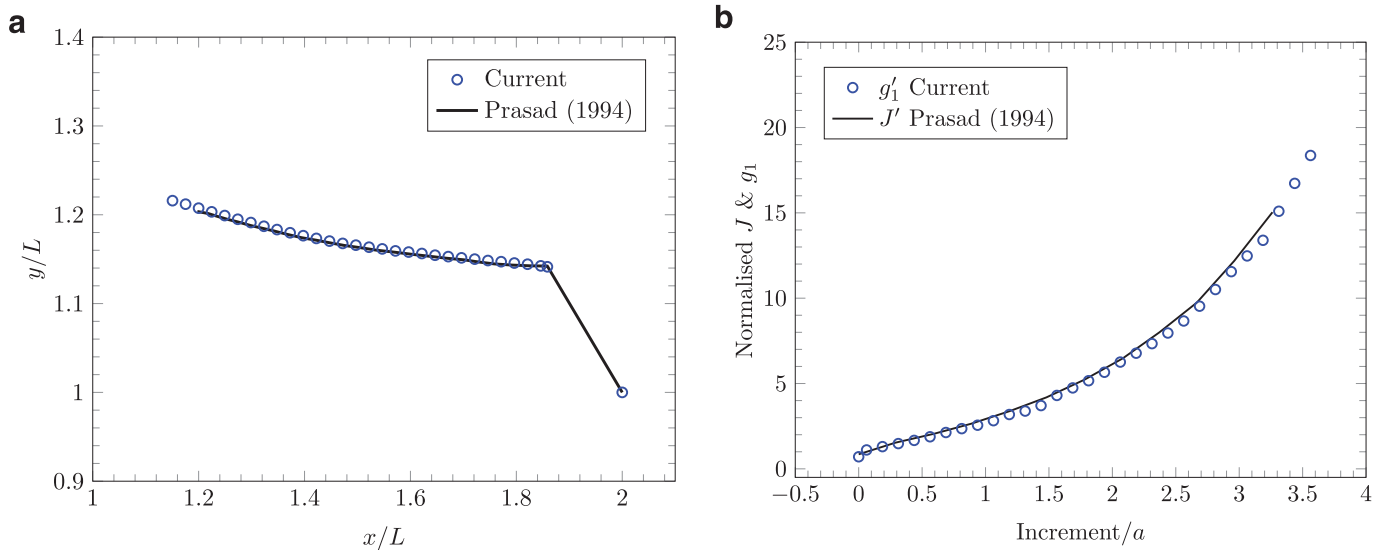 a
1.4
1.3
1.2
1.1
1
0.9
y/L
Current
Prasad (1994)
1
1.2
1.4
1.6
1.8
2
x/L
b
25
20
15
10
5
0
Normalised J & g₁
g′₁ Current
J′ Prasad (1994)
−0.5
0
0.5
1
1.5
2
2.5
3
3.5
4
Increment/a